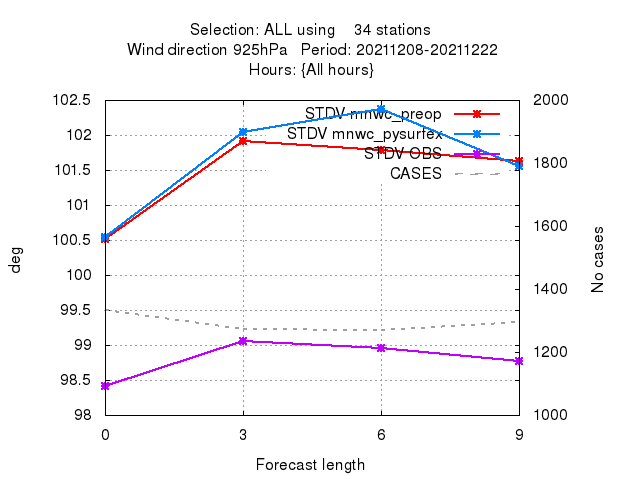 Selection: ALL using    34 stations
Wind direction 925hPa   Period: 20211208-20211222
Hours: {All hours}
102.5
102
101.5
101
100.5
100
99.5
99
98.5
98
deg
STDV mnwc_preop
STDV mnwc_pysurfex
STDV OBS
CASES
2000
1800
1600
1400
1200
1000
No cases
0 3 6 9
Forecast length